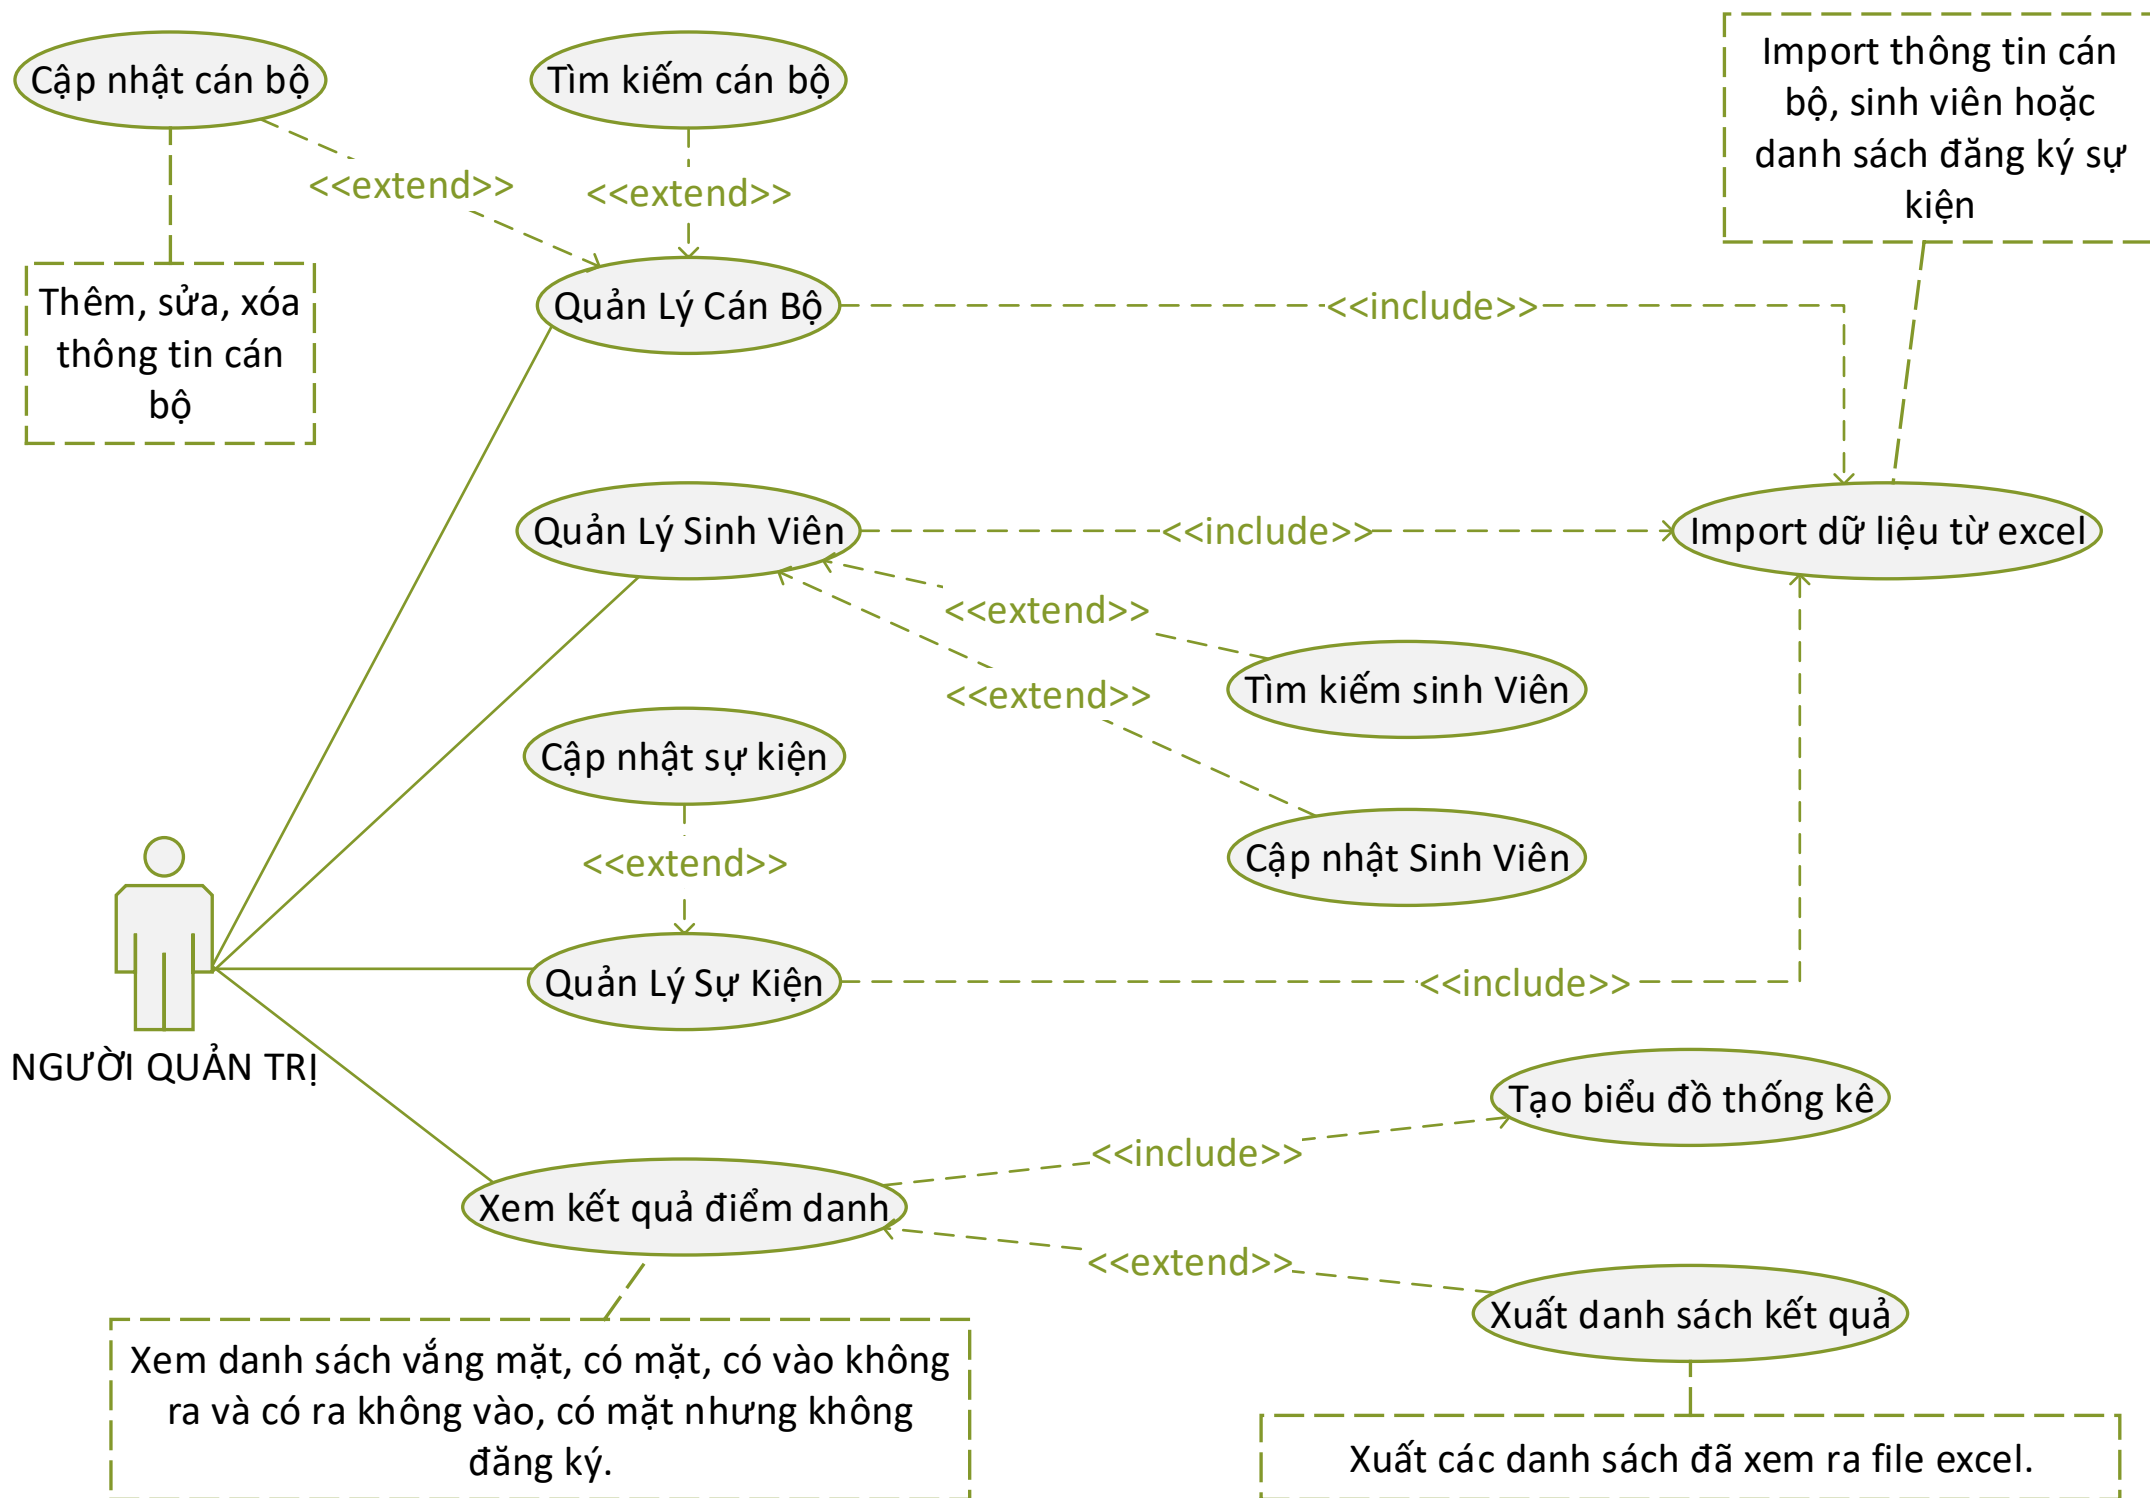 Cập nhật cán bộ
Tìm kiếm cán bộ
Import thông tin cán
bộ, sinh viên hoặc
danh sách đăng ký sự
kiện
<<extend>>
<<extend>>
Thêm, sửa, xóa
thông tin cán
bộ
Quản Lý Cán Bộ
<<include>>
Quản Lý Sinh Viên
<<include>>
Import dữ liệu từ excel
<<extend>>
Tìm kiếm sinh Viên
<<extend>>
Cập nhật sự kiện
Cập nhật Sinh Viên
<<extend>>
Quản Lý Sự Kiện
<<include>>
NGƯỜI QUẢN TRỊ
Tạo biểu đồ thống kê
<<include>>
Xem kết quả điểm danh
<<extend>>
Xuất danh sách kết quả
Xem danh sách vắng mặt, có mặt, có vào không
ra và có ra không vào, có mặt nhưng không
đăng ký.
Xuất các danh sách đã xem ra file excel.